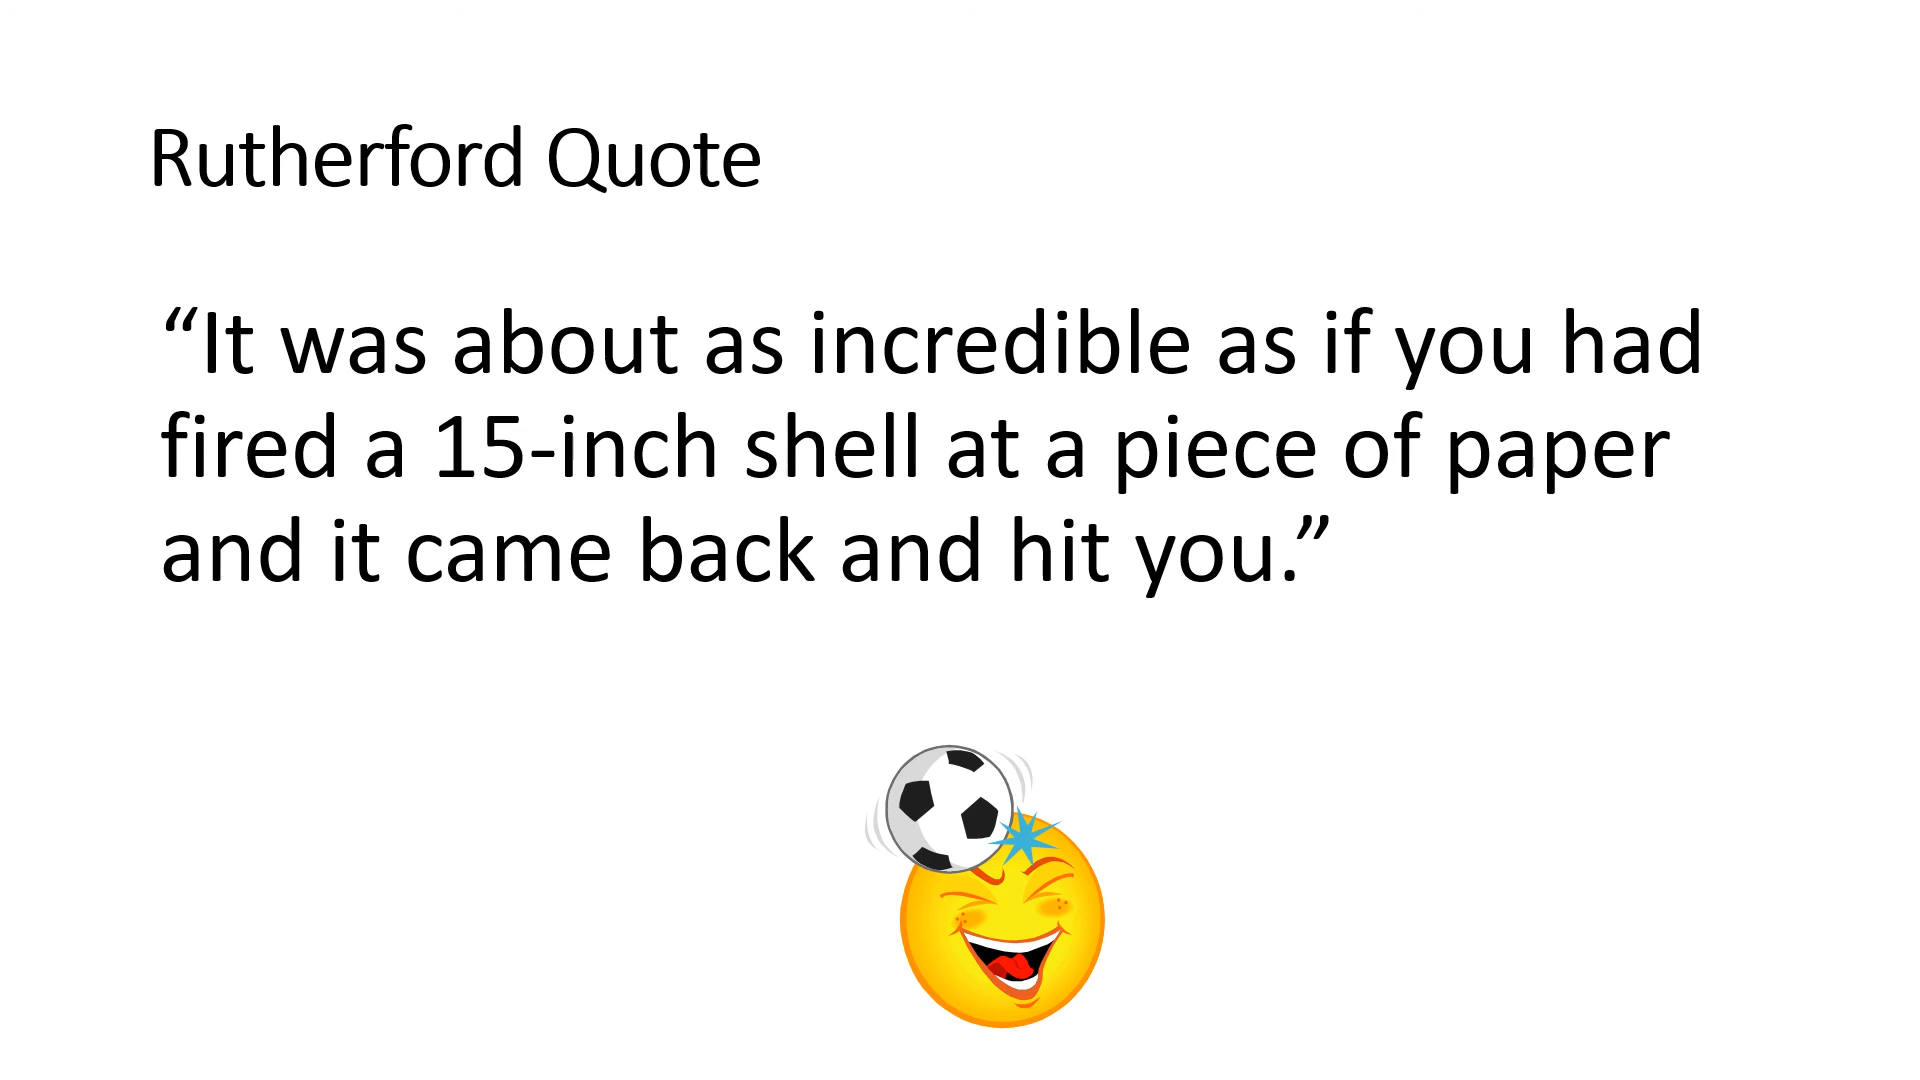 Rutherford Quote
“It was about as incredible as if you had
fired a 15-inch shell at a piece of paper
and it came back and hit you.”